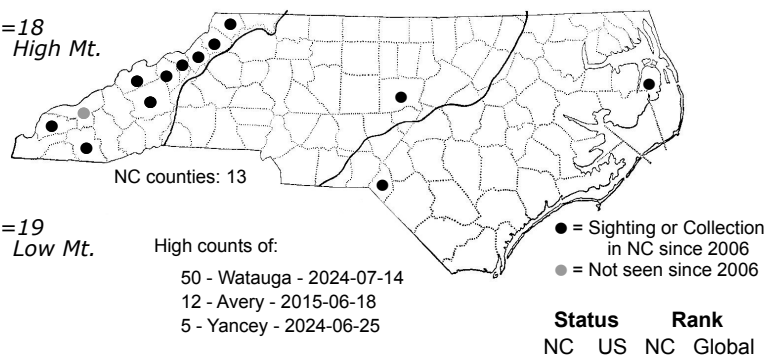 =18
High Mt.
NC counties: 13
=19
Low Mt.
High counts of:
50 - Watauga - 2024-07-14
12 - Avery - 2015-06-18
5 - Yancey - 2024-06-25
● = Sighting or Collection
in NC since 2006
● = Not seen since 2006
Status Rank
NC US NC Global